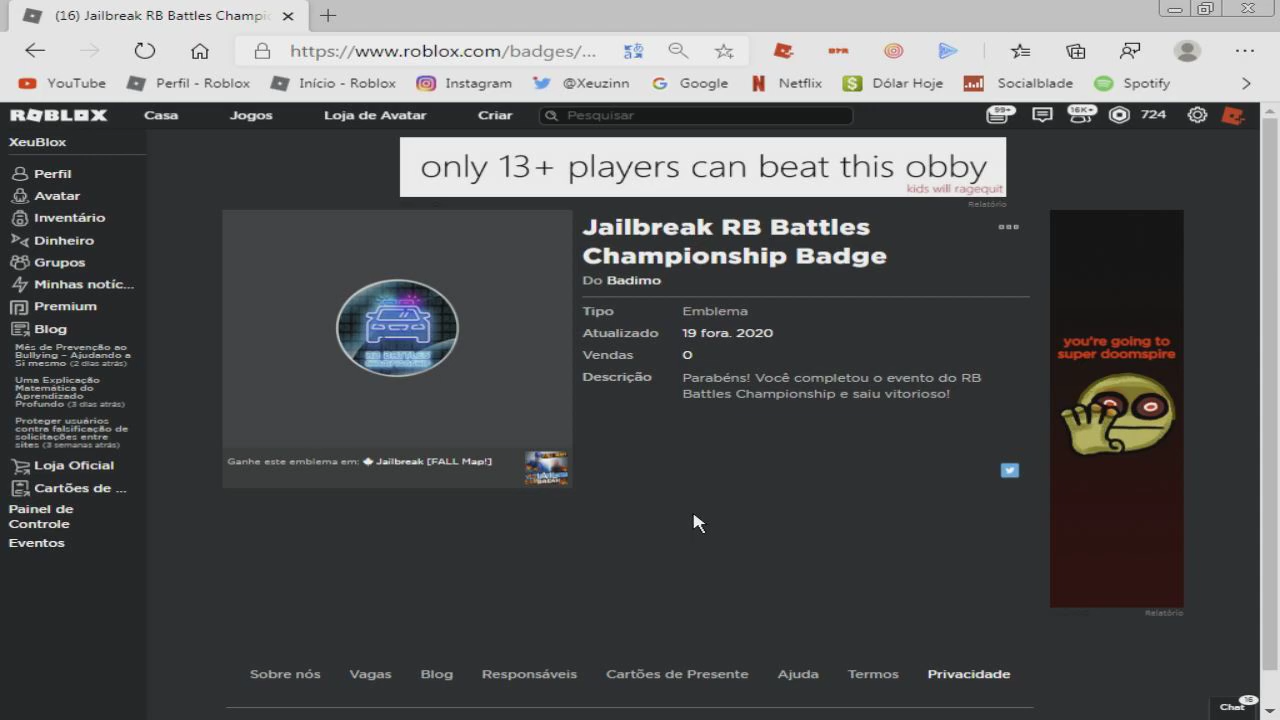 (16) Jailbreak RB Battles Champi
https://www.roblox.com/badges/...
YouTube
Perfil - Roblox
Início - Roblox
Instagram
@Xeuzinn
Google
Netflix
Dólar Hoje
Socialblade
Spotify
ROBLOX
Casa
Jogos
Loja de Avatar
Criar
Pesquisar
99+
16K+
724
XeuBlox
Perfil
Avatar
Inventário
Dinheiro
Grupos
Minhas notíc...
Premium
Blog
Mês de Prevenção ao
Bullying – Ajudando a
Si mesmo (2 dias atrás)
Uma Explicação
Matemática do
Aprendizado
Profundo (3 dias atrás)
Proteger usuários
contra falsificação de
solicitações entre
sites (3 semanas atrás)
Loja Oficial
Cartões de ...
Painel de
Controle
Eventos
only 13+ players can beat this obby
kids will ragequit
Relatório
RB BATTLES
Ganhe este emblema em: Jailbreak [FALL Map!]
Jailbreak RB Battles
Championship Badge
Do Badimo
Tipo Emblema
Atualizado 19 fora. 2020
Vendas 0
Descrição Parabéns! Você completou o evento do RB
Battles Championship e saiu vitorioso!
you're going to
super doomspire
Relatório
Sobre nós
Vagas
Blog
Responsáveis
Cartões de Presente
Ajuda
Termos
Privacidade
Chat
16